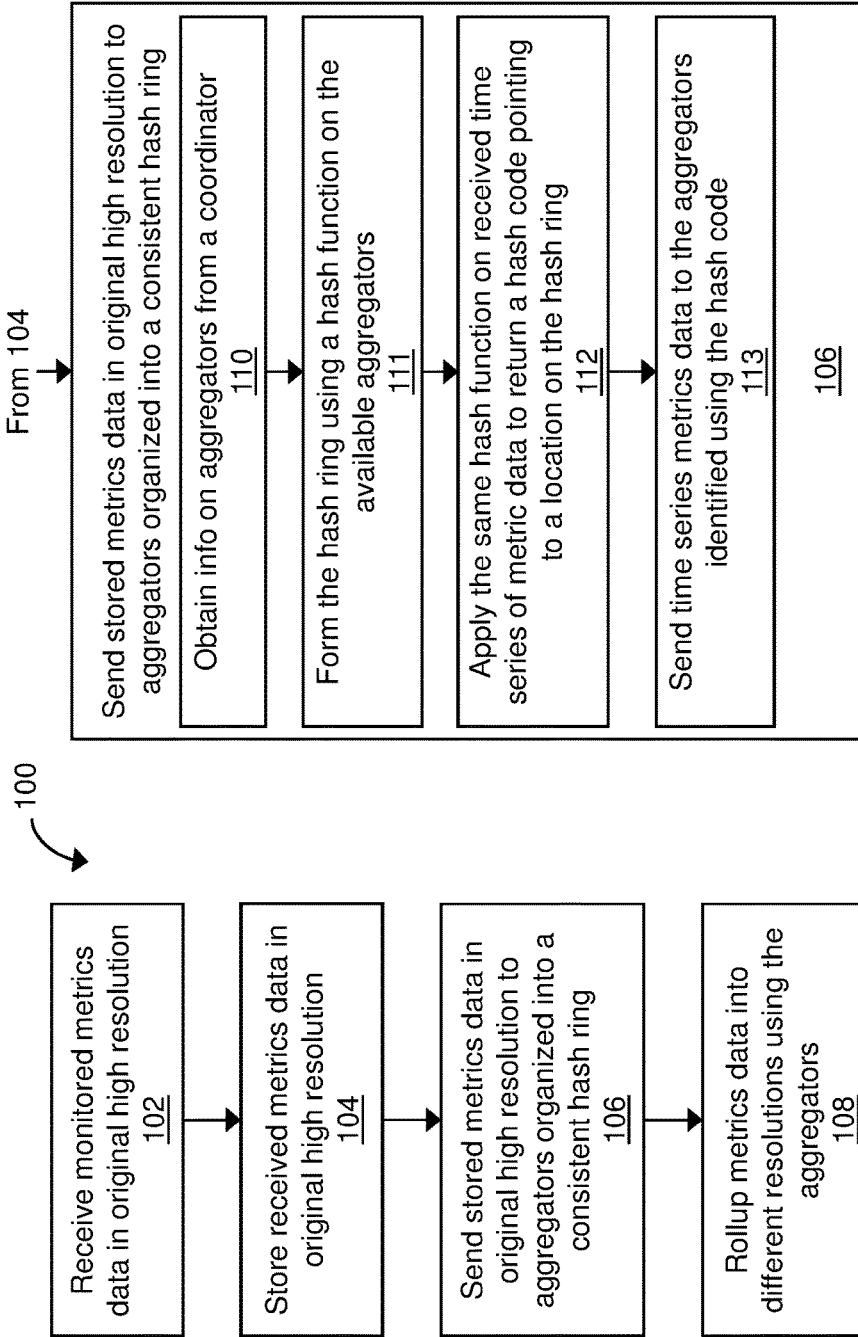 100
Receive monitored metrics
data in original high resolution
102
Store received metrics data in
original high resolution
104
Send stored metrics data in
original high resolution to
aggregators organized into a
consistent hash ring
106
Rollup metrics data into
different resolutions using the
aggregators
108
From 104
Send stored metrics data in original high resolution to
aggregators organized into a consistent hash ring
Obtain info on aggregators from a coordinator
110
Form the hash ring using a hash function on the
available aggregators
111
Apply the same hash function on received time
series of metric data to return a hash code pointing
to a location on the hash ring
112
Send time series metrics data to the aggregators
identified using the hash code
113
106